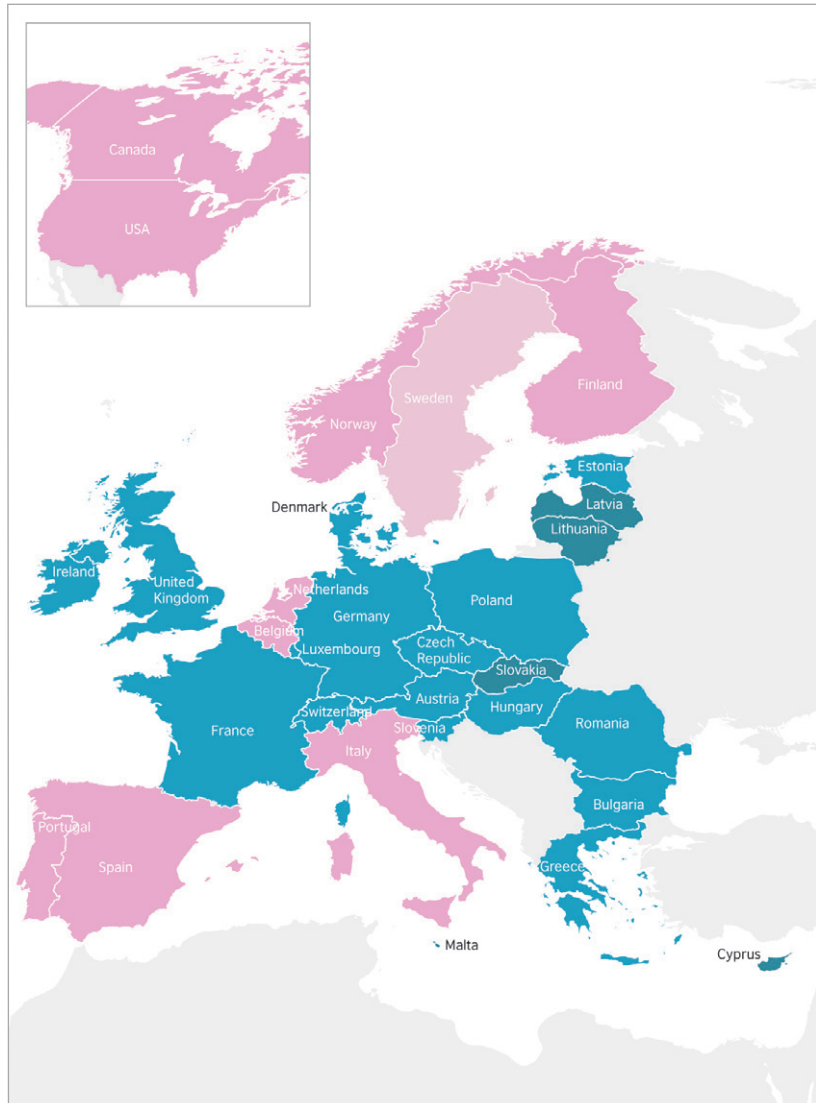 Canada
USA
Finland
Sweden
Norway
Estonia
Denmark
Latvia
Lithuania
Ireland
United
Kingdom
Netherlands
Germany
Poland
Belgium
Luxembourg
Czech
Republic
Slovakia
Austria
Switzerland
Hungary
Romania
France
Slovenia
Italy
Bulgaria
Portugal
Spain
Greece
Malta
Cyprus